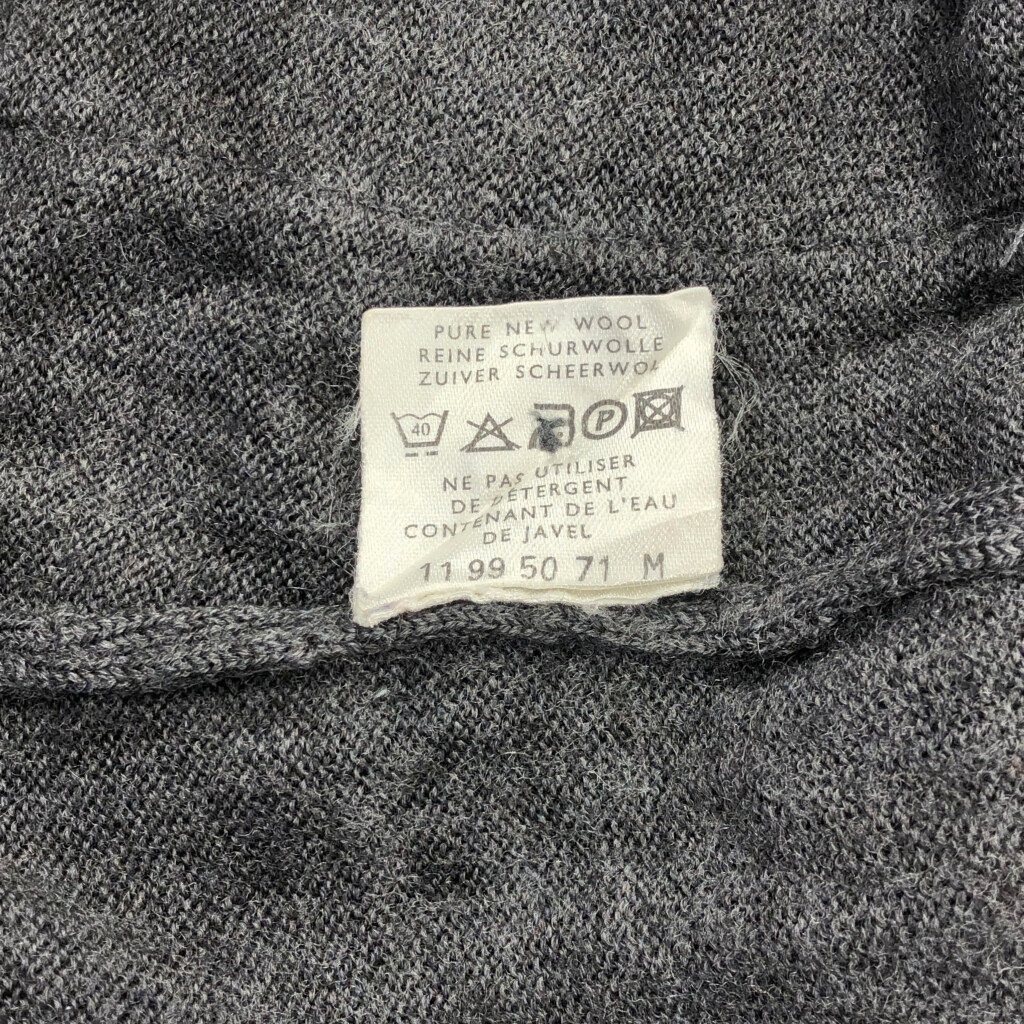 PURE NEW WOOL
REINE SCHURWOLLE
ZUIVER
40 P
NE PAS UTILISER
DE DETERGENT
CONTENANT DE L'EAU
DE JAVEL
11 99 50 71 M